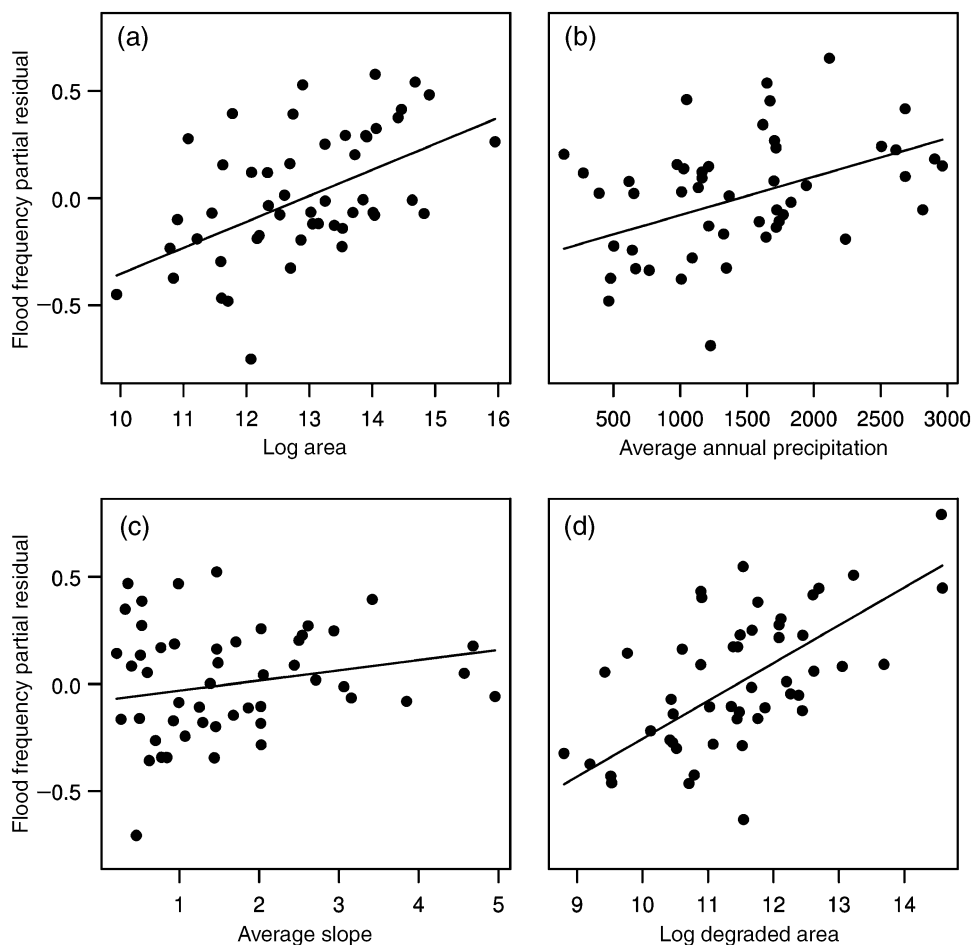 (a)
Flood frequency partial residual
0.5
0.0
−0.5
10 11 12 13 14 15 16
Log area
(b)
500 1000 1500 2000 2500 3000
Average annual precipitation
(c)
Flood frequency partial residual
0.5
0.0
−0.5
1 2 3 4 5
Average slope
(d)
9 10 11 12 13 14
Log degraded area